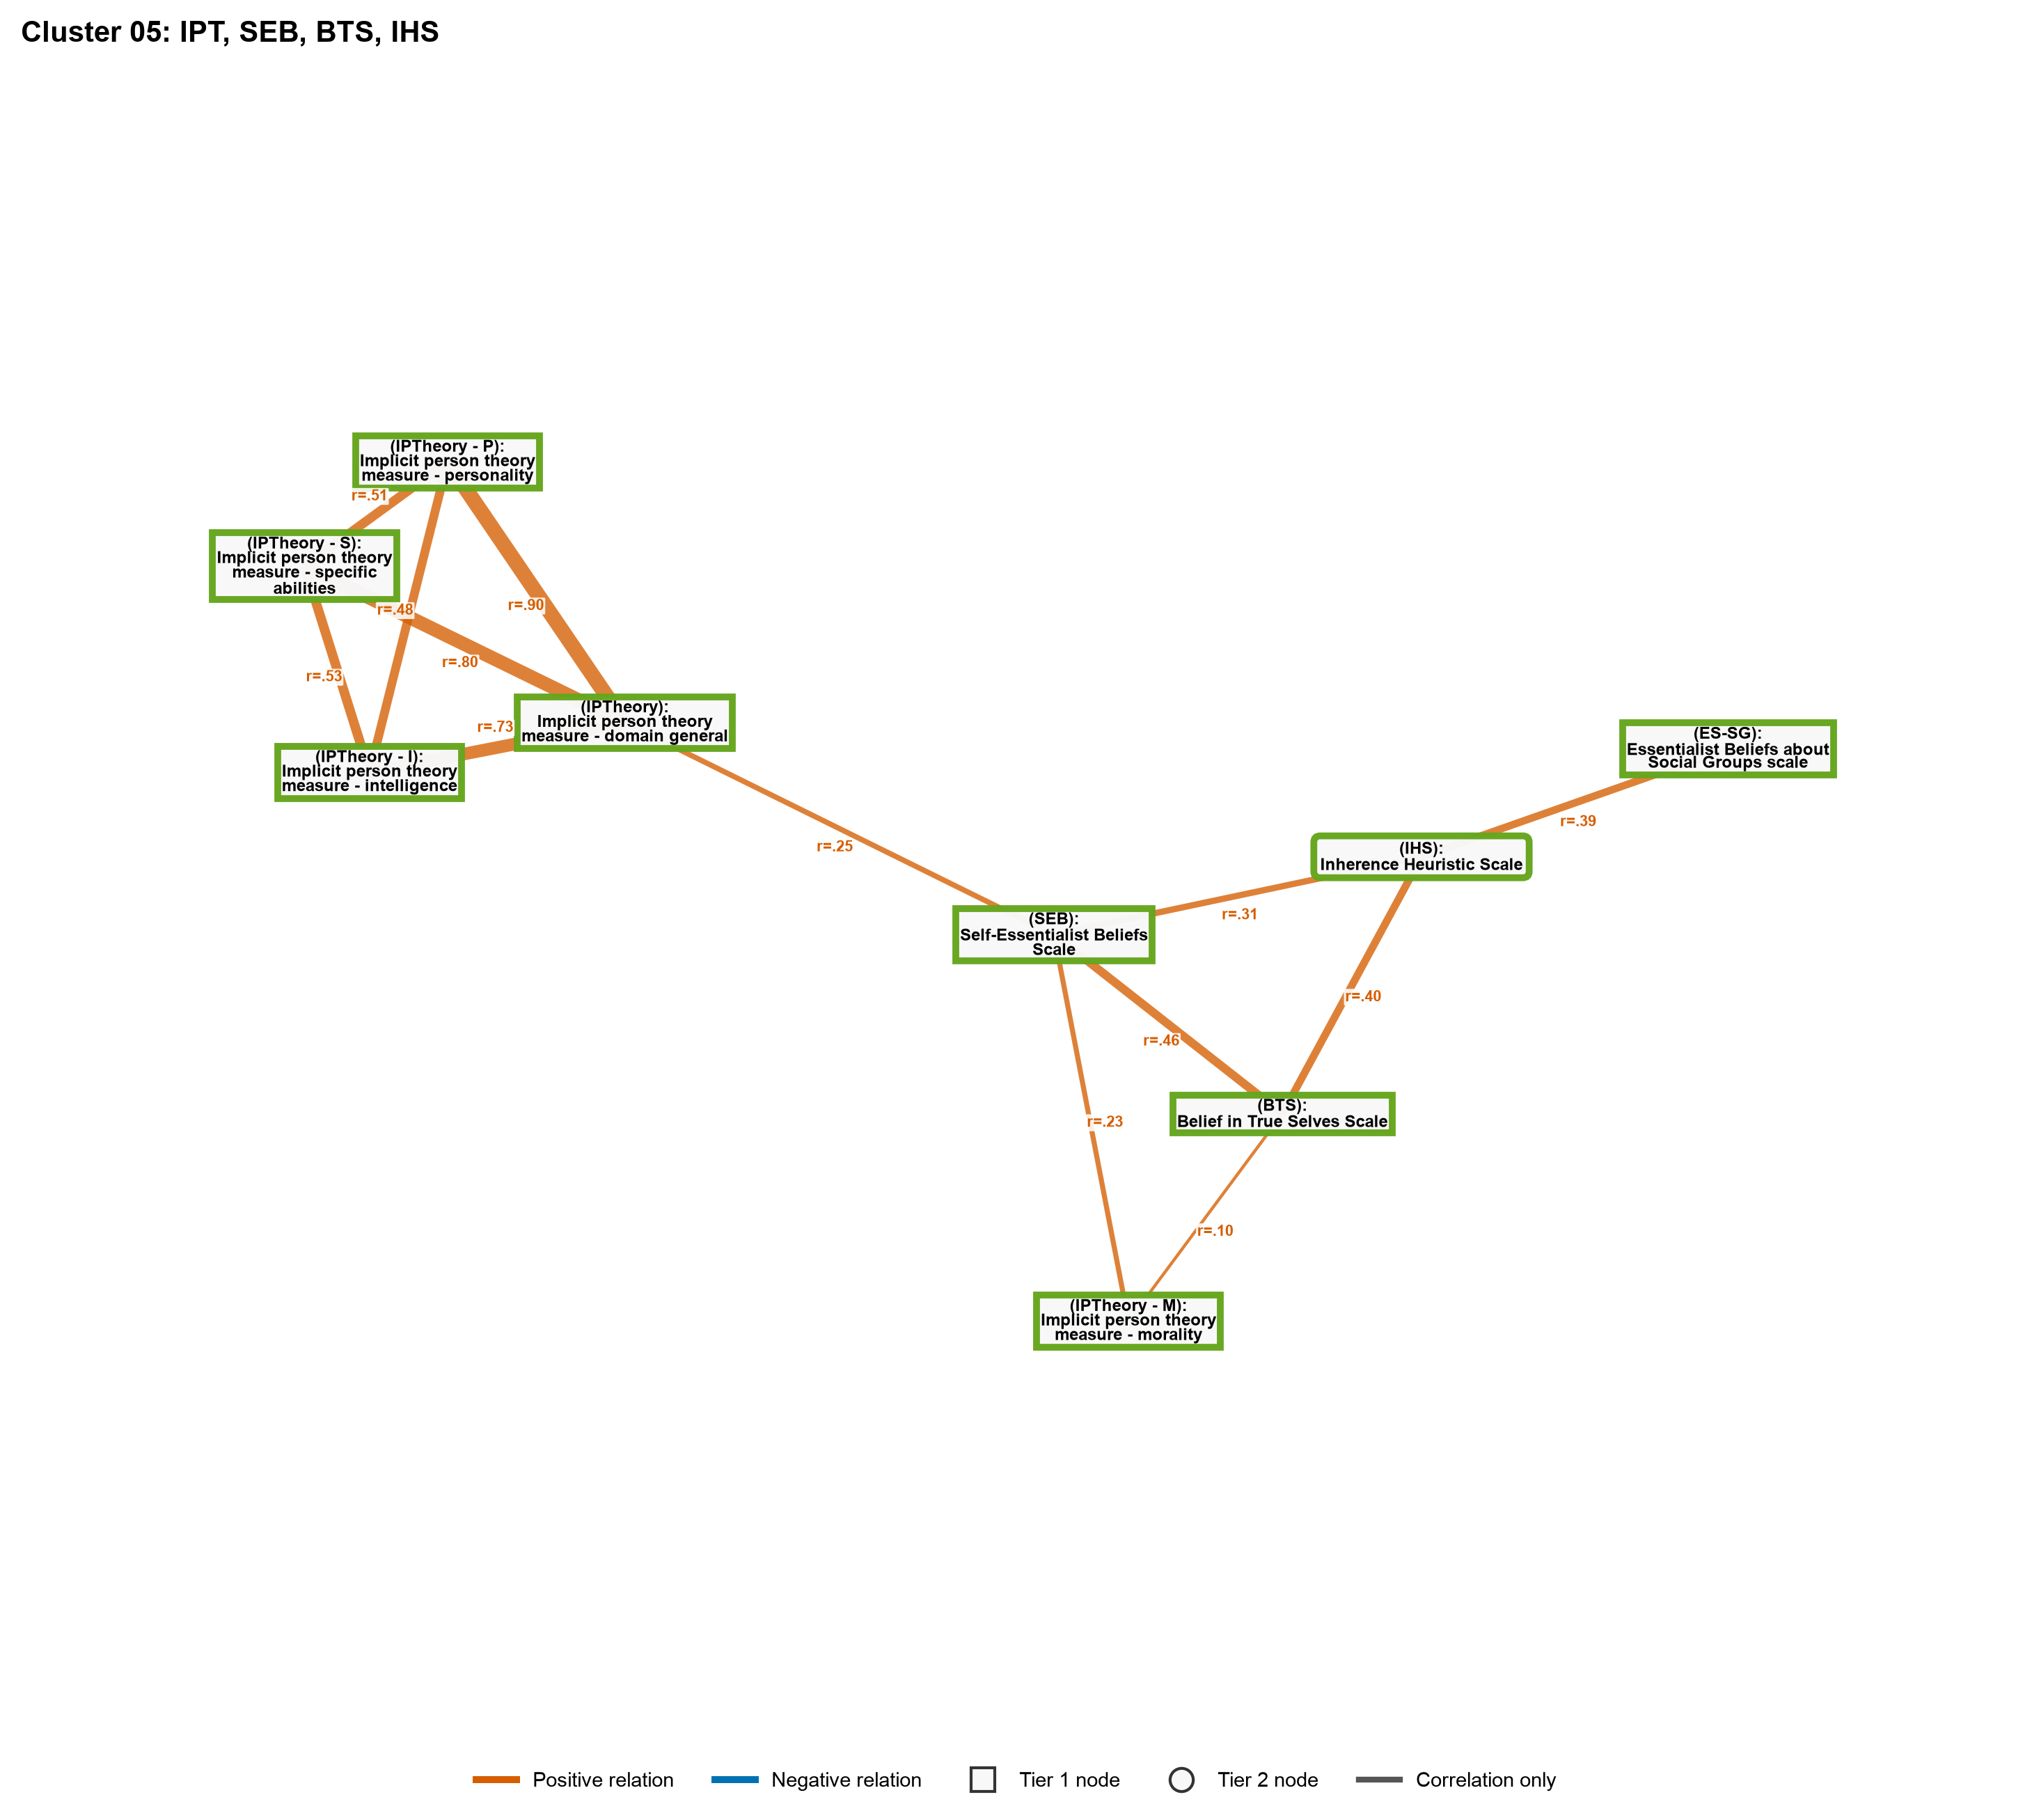 Cluster 05: IPT, SEB, BTS, IHS
(IPTheory - P):
Implicit person theory
measure - personality
r=.51
(IPTheory - S):
Implicit person theory
measure - specific
abilities
r=.48
r=.90
r=.80
r=.53
(IPTheory):
Implicit person theory
measure - domain general
r=.73
(IPTheory - I):
Implicit person theory
measure - intelligence
(ES-SG):
Essentialist Beliefs about
Social Groups scale
r=.39
r=.25
(IHS):
Inherence Heuristic Scale
r=.31
(SEB):
Self-Essentialist Beliefs
Scale
r=.40
r=.46
(BTS):
Belief in True Selves Scale
r=.23
r=.10
(IPTheory - M):
Implicit person theory
measure - morality
Positive relation
Negative relation
Tier 1 node
Tier 2 node
Correlation only